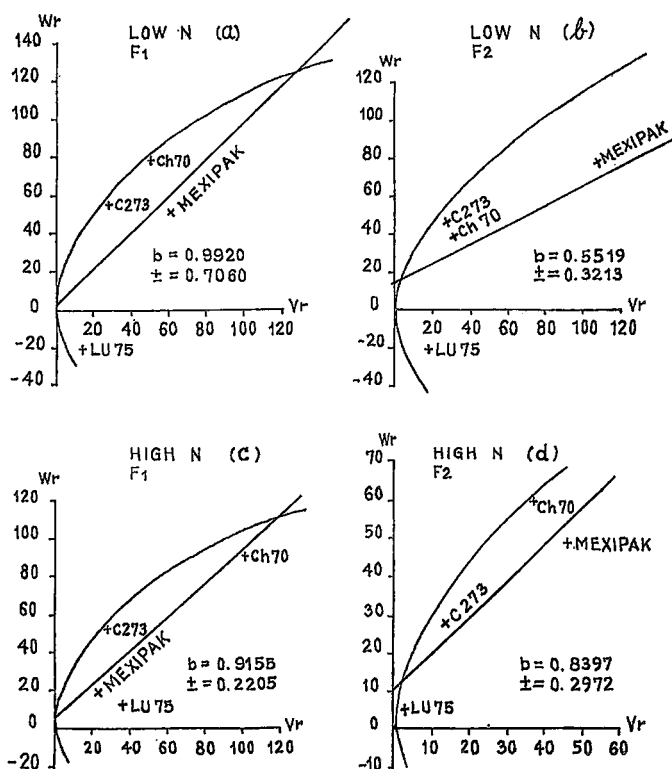 Wr
LOW N (a)
F1
140
120
100
80
60
40
20
0
-20
-40
+Ch70
+C273
+MEXIPAK
b = 0.9920
± = 0.7060
Vr
20 40 60 80 100 120
+LU75
Wr
LOW N (b)
F2
100
80
60
40
20
0
-20
-40
+MEXIPAK
+C273
+Ch70
b = 0.5519
± = 0.3213
Vr
20 40 60 80 100 120
+LU75
Wr
HIGH N (c)
F1
120
100
80
60
40
20
0
-20
+Ch70
+C273
+MEXIPAK
+LU75
b = 0.9155
± = 0.2205
Vr
20 40 60 80 100 120
Wr
HIGH N (d)
F2
70
60
50
40
30
20
10
0
-10
+Ch70
+MEXIPAK
+C273
b = 0.8397
± = 0.2972
+LU75
Vr
10 20 30 40 50 60